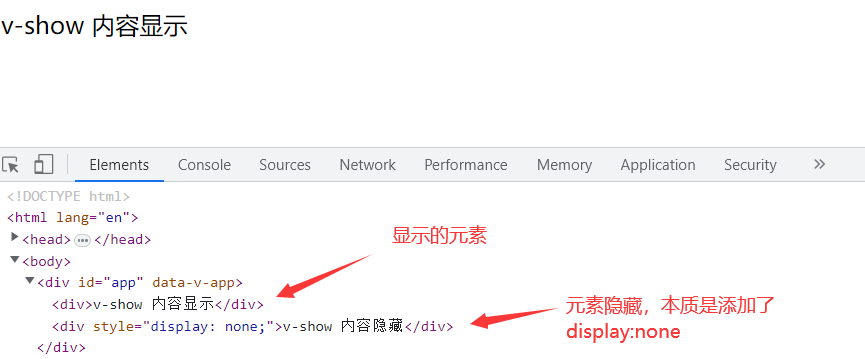 v-show 内容显示
Elements Console Sources Network Performance Memory Application Security »
<!DOCTYPE html>
<html lang="en">
<head>…</head>
显示的元素
<body>
<div id="app" data-v-app>
<div>v-show 内容显示</div>
元素隐藏，本质是添加了
<div style="display: none;">v-show 内容隐藏</div>
display:none
</div>